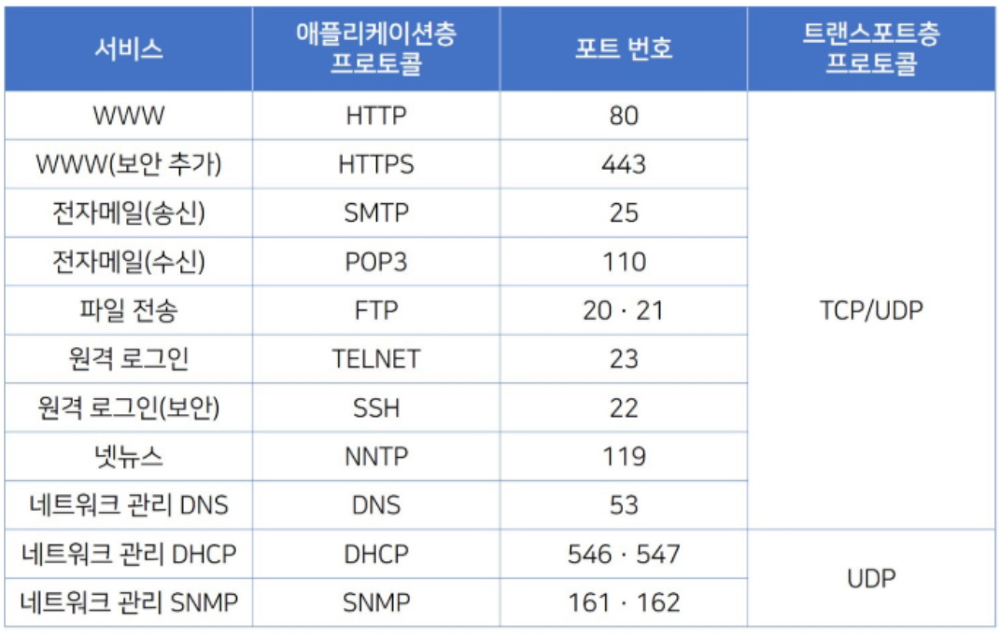 서비스 애플리케이션층 프로토콜 포트 번호 트랜스포트층 프로토콜
WWW HTTP 80
WWW(보안 추가) HTTPS 443
전자메일(송신) SMTP 25
전자메일(수신) POP3 110
파일 전송 FTP 20 · 21 TCP/UDP
원격 로그인 TELNET 23
원격 로그인(보안) SSH 22
넷뉴스 NNTP 119
네트워크 관리 DNS DNS 53
네트워크 관리 DHCP DHCP 546 · 547 UDP
네트워크 관리 SNMP SNMP 161 · 162